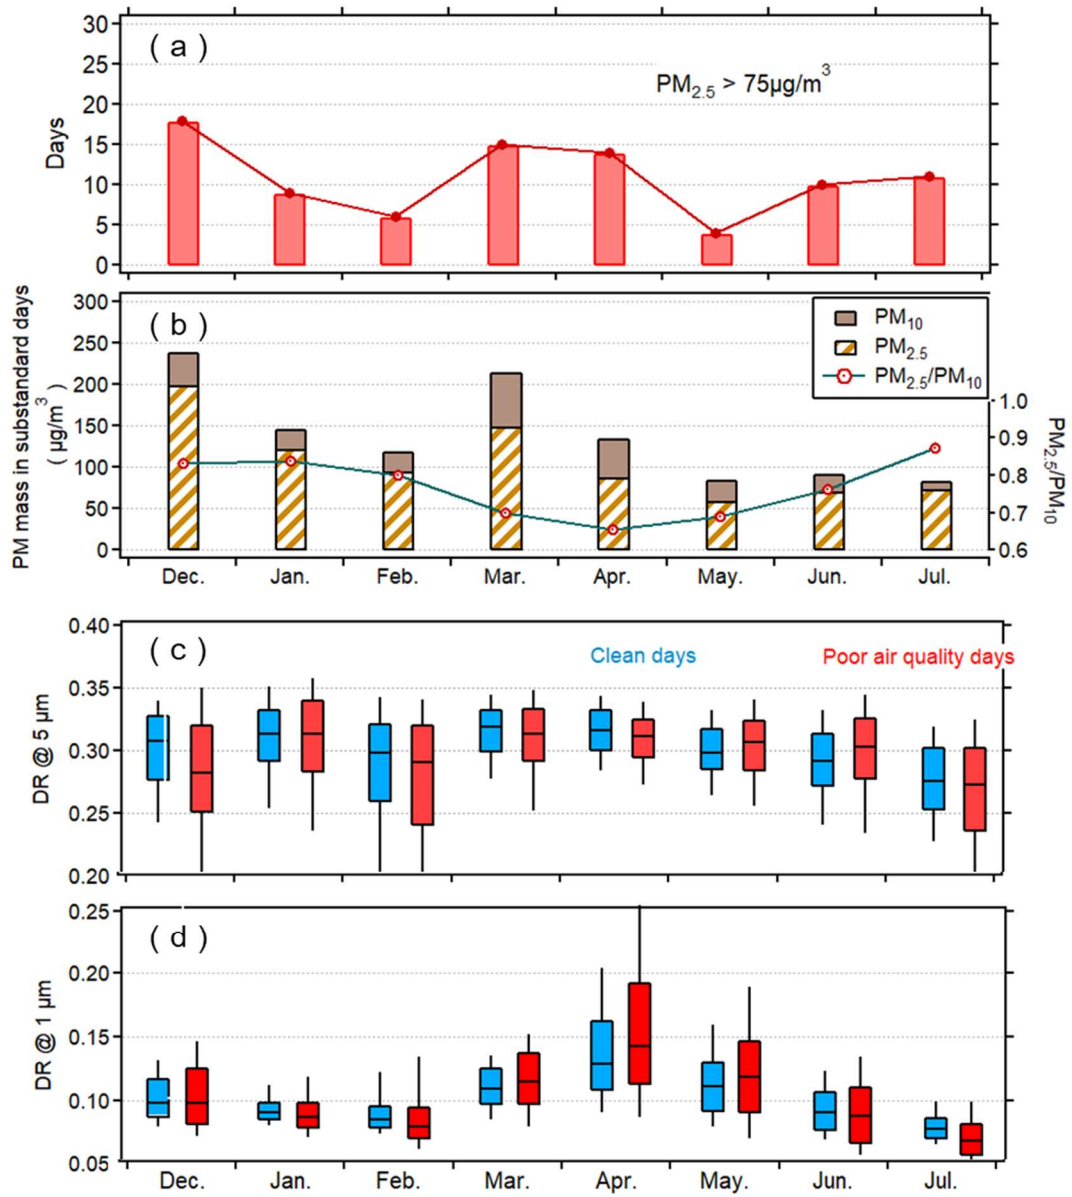 ( a )
PM2.5 > 75µg/m3
Days
30
25
20
15
10
5
0
( b )
PM mass in substandard days
( µg/m3 )
300
250
200
150
100
50
0
PM10
PM2.5
PM2.5/PM10
1.0
0.9
0.8
0.7
0.6
PM2.5/PM10
Dec. Jan. Feb. Mar. Apr. May. Jun. Jul.
( c )
Clean days Poor air quality days
DR @ 5 µm
0.40
0.35
0.30
0.25
0.20
( d )
DR @ 1 µm
0.25
0.20
0.15
0.10
0.05
Dec. Jan. Feb. Mar. Apr. May. Jun. Jul.